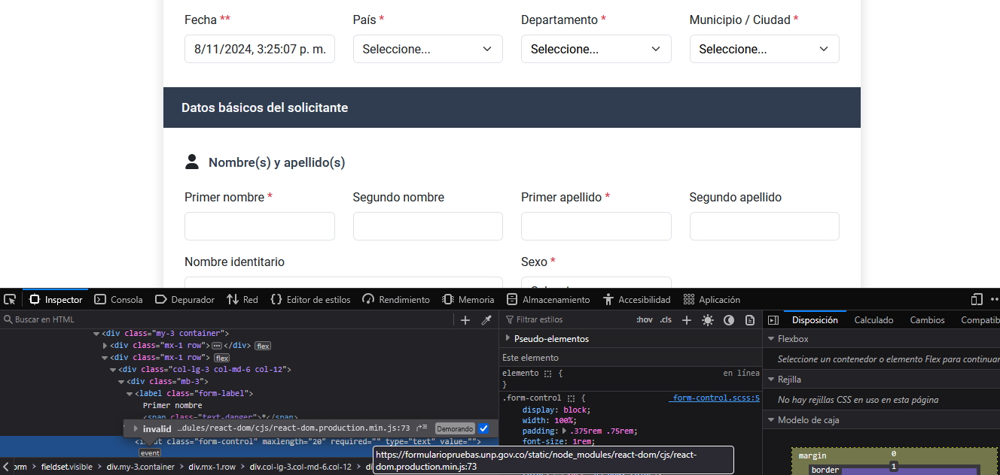 Fecha **
País *
Departamento *
Municipio / Ciudad *
8/11/2024, 3:25:07 p. m.
Seleccione...
Seleccione...
Seleccione...
Datos básicos del solicitante
Nombre(s) y apellido(s)
Primer nombre *
Segundo nombre
Primer apellido *
Segundo apellido
Nombre identitario
Sexo *
Inspector
Consola
Depurador
Red
Editor de estilos
Rendimiento
Memoria
Almacenamiento
Accesibilidad
Aplicación
Buscar en HTML
<div class="my-3 container">
<div class="mx-1 row"></div> flex
<div class="mx-1 row"> flex
<div class="col-lg-3 col-md-6 col-12">
<div class="mb-3">
<label class="form-label">
Primer nombre
<span class="text-danger">*</span>
invalid …dules/react-dom/cjs/react-dom.production.min.js:73 Demorando
class="form-control" maxlength="20" required="" type="text" value="">
event
https://formulariopruebas.unp.gov.co/static/node_modules/react-dom/cjs/react-
dom.production.min.js:73
orm > fieldset.visible > div.my-3.container > div.mx-1.row > div.col-lg-3.col-md-6.col-12 > di
Filtrar estilos
:hov .cls
Pseudo-elementos
Este elemento
elemento {
en línea
}
.form-control {
_form-control.scss:5
display: block;
width: 100%;
padding: .375rem .75rem;
font-size: 1rem;
Disposición
Calculado
Cambios
Compatib
Flexbox
Seleccione un contenedor o elemento Flex para continuar
Rejilla
No hay rejillas CSS en uso en esta página
Modelo de caja
margin
0
border
1